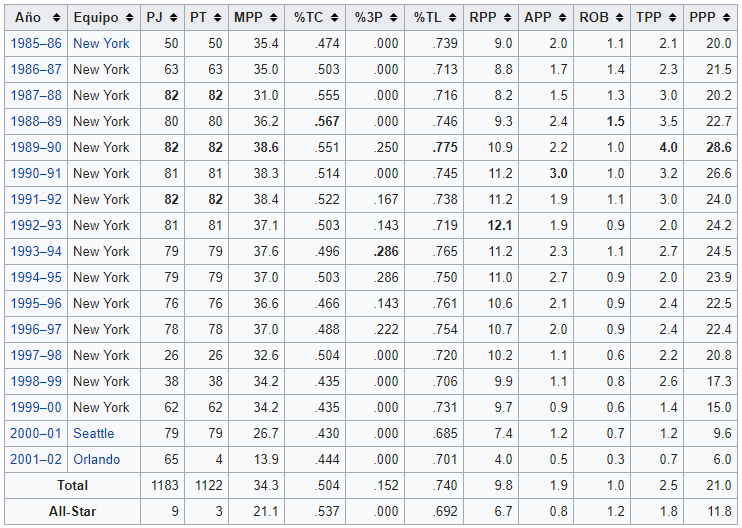 Año Equipo PJ PT MPP %TC %3P %TL RPP APP ROB TPP PPP
1985–86 New York 50 50 35.4 .474 .000 .739 9.0 2.0 1.1 2.1 20.0
1986–87 New York 63 63 35.0 .503 .000 .713 8.8 1.7 1.4 2.3 21.5
1987–88 New York 82 82 31.0 .555 .000 .716 8.2 1.5 1.3 3.0 20.2
1988–89 New York 80 80 36.2 .567 .000 .746 9.3 2.4 1.5 3.5 22.7
1989–90 New York 82 82 38.6 .551 .250 .775 10.9 2.2 1.0 4.0 28.6
1990–91 New York 81 81 38.3 .514 .000 .745 11.2 3.0 1.0 3.2 26.6
1991–92 New York 82 82 38.4 .522 .167 .738 11.2 1.9 1.1 3.0 24.0
1992–93 New York 81 81 37.1 .503 .143 .719 12.1 1.9 0.9 2.0 24.2
1993–94 New York 79 79 37.6 .496 .286 .765 11.2 2.3 1.1 2.7 24.5
1994–95 New York 79 79 37.0 .503 .286 .750 11.0 2.7 0.9 2.0 23.9
1995–96 New York 76 76 36.6 .466 .143 .761 10.6 2.1 0.9 2.4 22.5
1996–97 New York 78 78 37.0 .488 .222 .754 10.7 2.0 0.9 2.4 22.4
1997–98 New York 26 26 32.6 .504 .000 .720 10.2 1.1 0.6 2.2 20.8
1998–99 New York 38 38 34.2 .435 .000 .706 9.9 1.1 0.8 2.6 17.3
1999–00 New York 62 62 34.2 .435 .000 .731 9.7 0.9 0.6 1.4 15.0
2000–01 Seattle 79 79 26.7 .430 .000 .685 7.4 1.2 0.7 1.2 9.6
2001–02 Orlando 65 4 13.9 .444 .000 .701 4.0 0.5 0.3 0.7 6.0
Total 1183 1122 34.3 .504 .152 .740 9.8 1.9 1.0 2.5 21.0
All-Star 9 3 21.1 .537 .000 .692 6.7 0.8 1.2 1.8 11.8